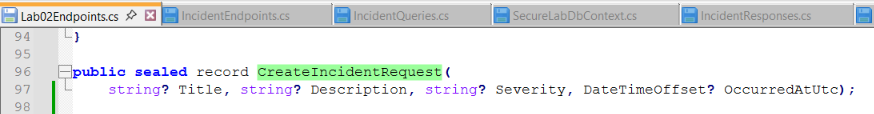 Lab02Endpoints.cs IncidentEndpoints.cs IncidentQueries.cs SecureLabDbContext.cs IncidentResponses.cs
94 }
95
96 public sealed record CreateIncidentRequest(
97 string? Title, string? Description, string? Severity, DateTimeOffset? OccurredAtUtc);
98